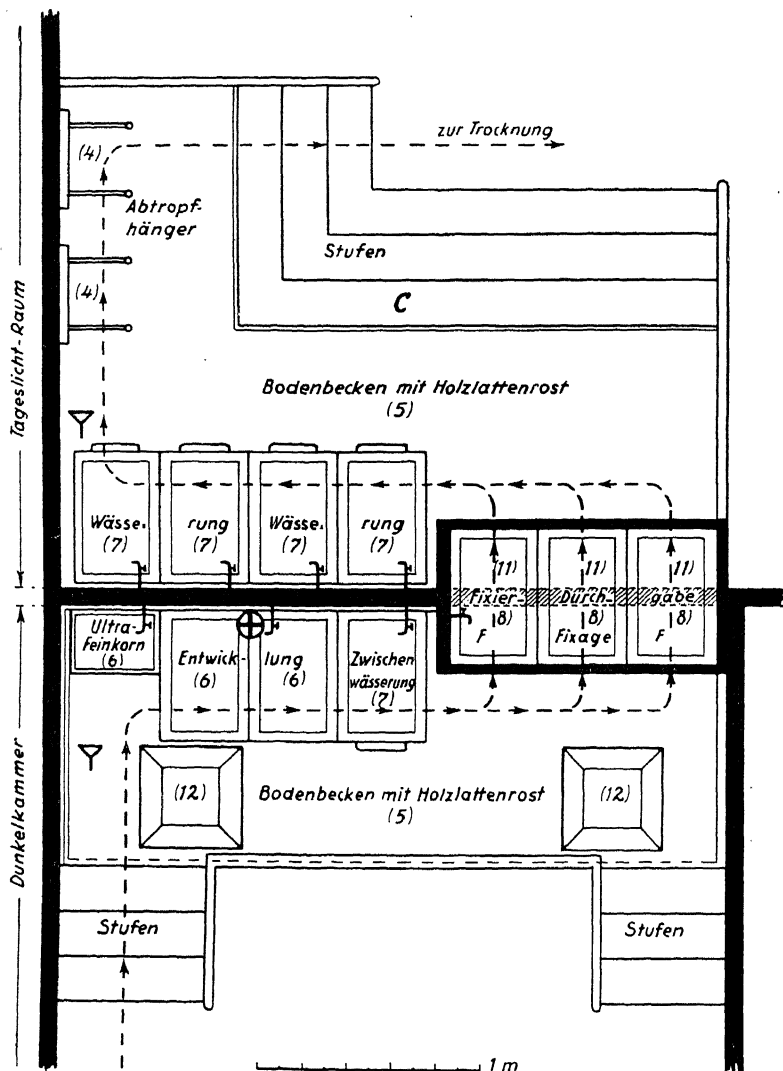 zur Trocknung
(4)
Abtropf-
hänger
Stufen
(4)
C
Tageslicht-Raum
Bodenbecken mit Holzlattenrost
(5)
Wässe-
rung
Wässe-
rung
(7)
(7)
(7)
(7)
(11)
11)
11)
Fixier-
Durch-
gabe
8)
8)
8)
F
Fixage
F
Ultra-
Feinkorn
(6)
Entwick-
lung
(6)
(6)
Zwischen
wässerung
(7)
Dunkelkammer
(12)
Bodenbecken mit Holzlattenrost
(5)
(12)
Stufen
Stufen
1 m